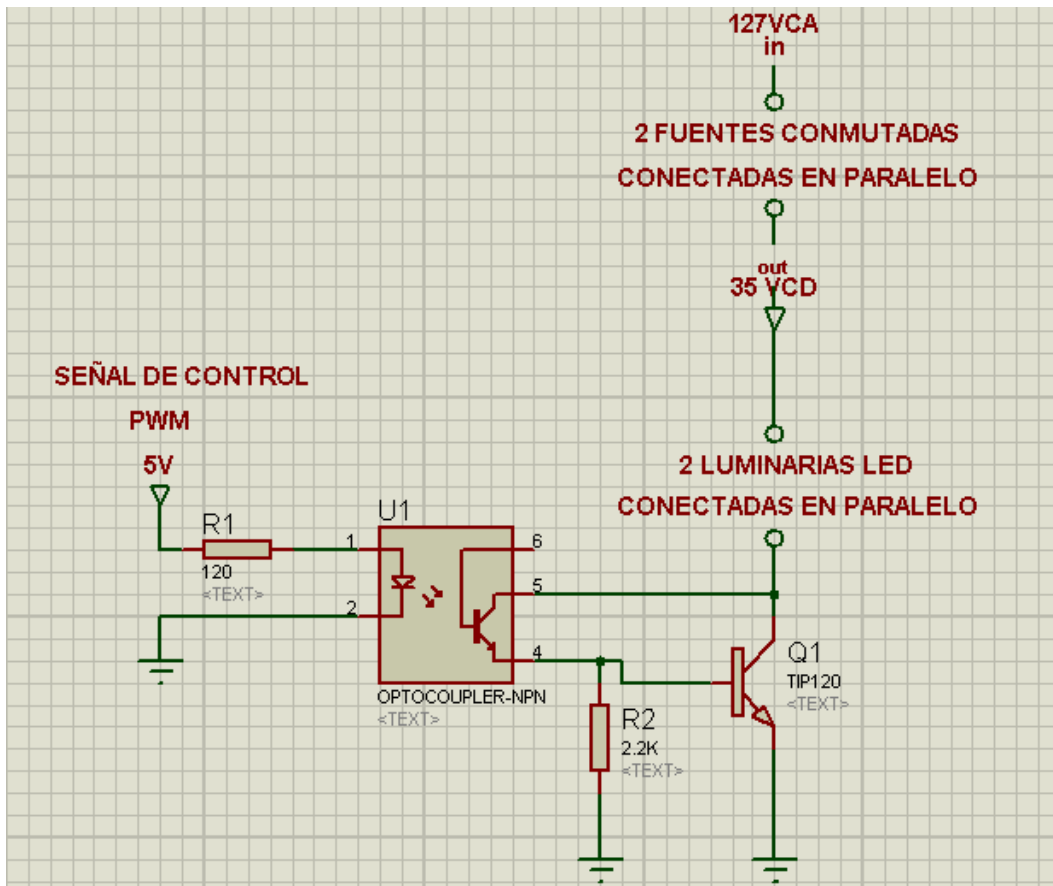 127VCA
in
2 FUENTES CONMUTADAS
CONECTADAS EN PARALELO
out
35 VCD
SEÑAL DE CONTROL
PWM
5V
2 LUMINARIAS LED
CONECTADAS EN PARALELO
R1
120
<TEXT>
U1
1
2
6
5
4
OPTOCOUPLER-NPN
<TEXT>
Q1
TIP120
<TEXT>
R2
2.2K
<TEXT>